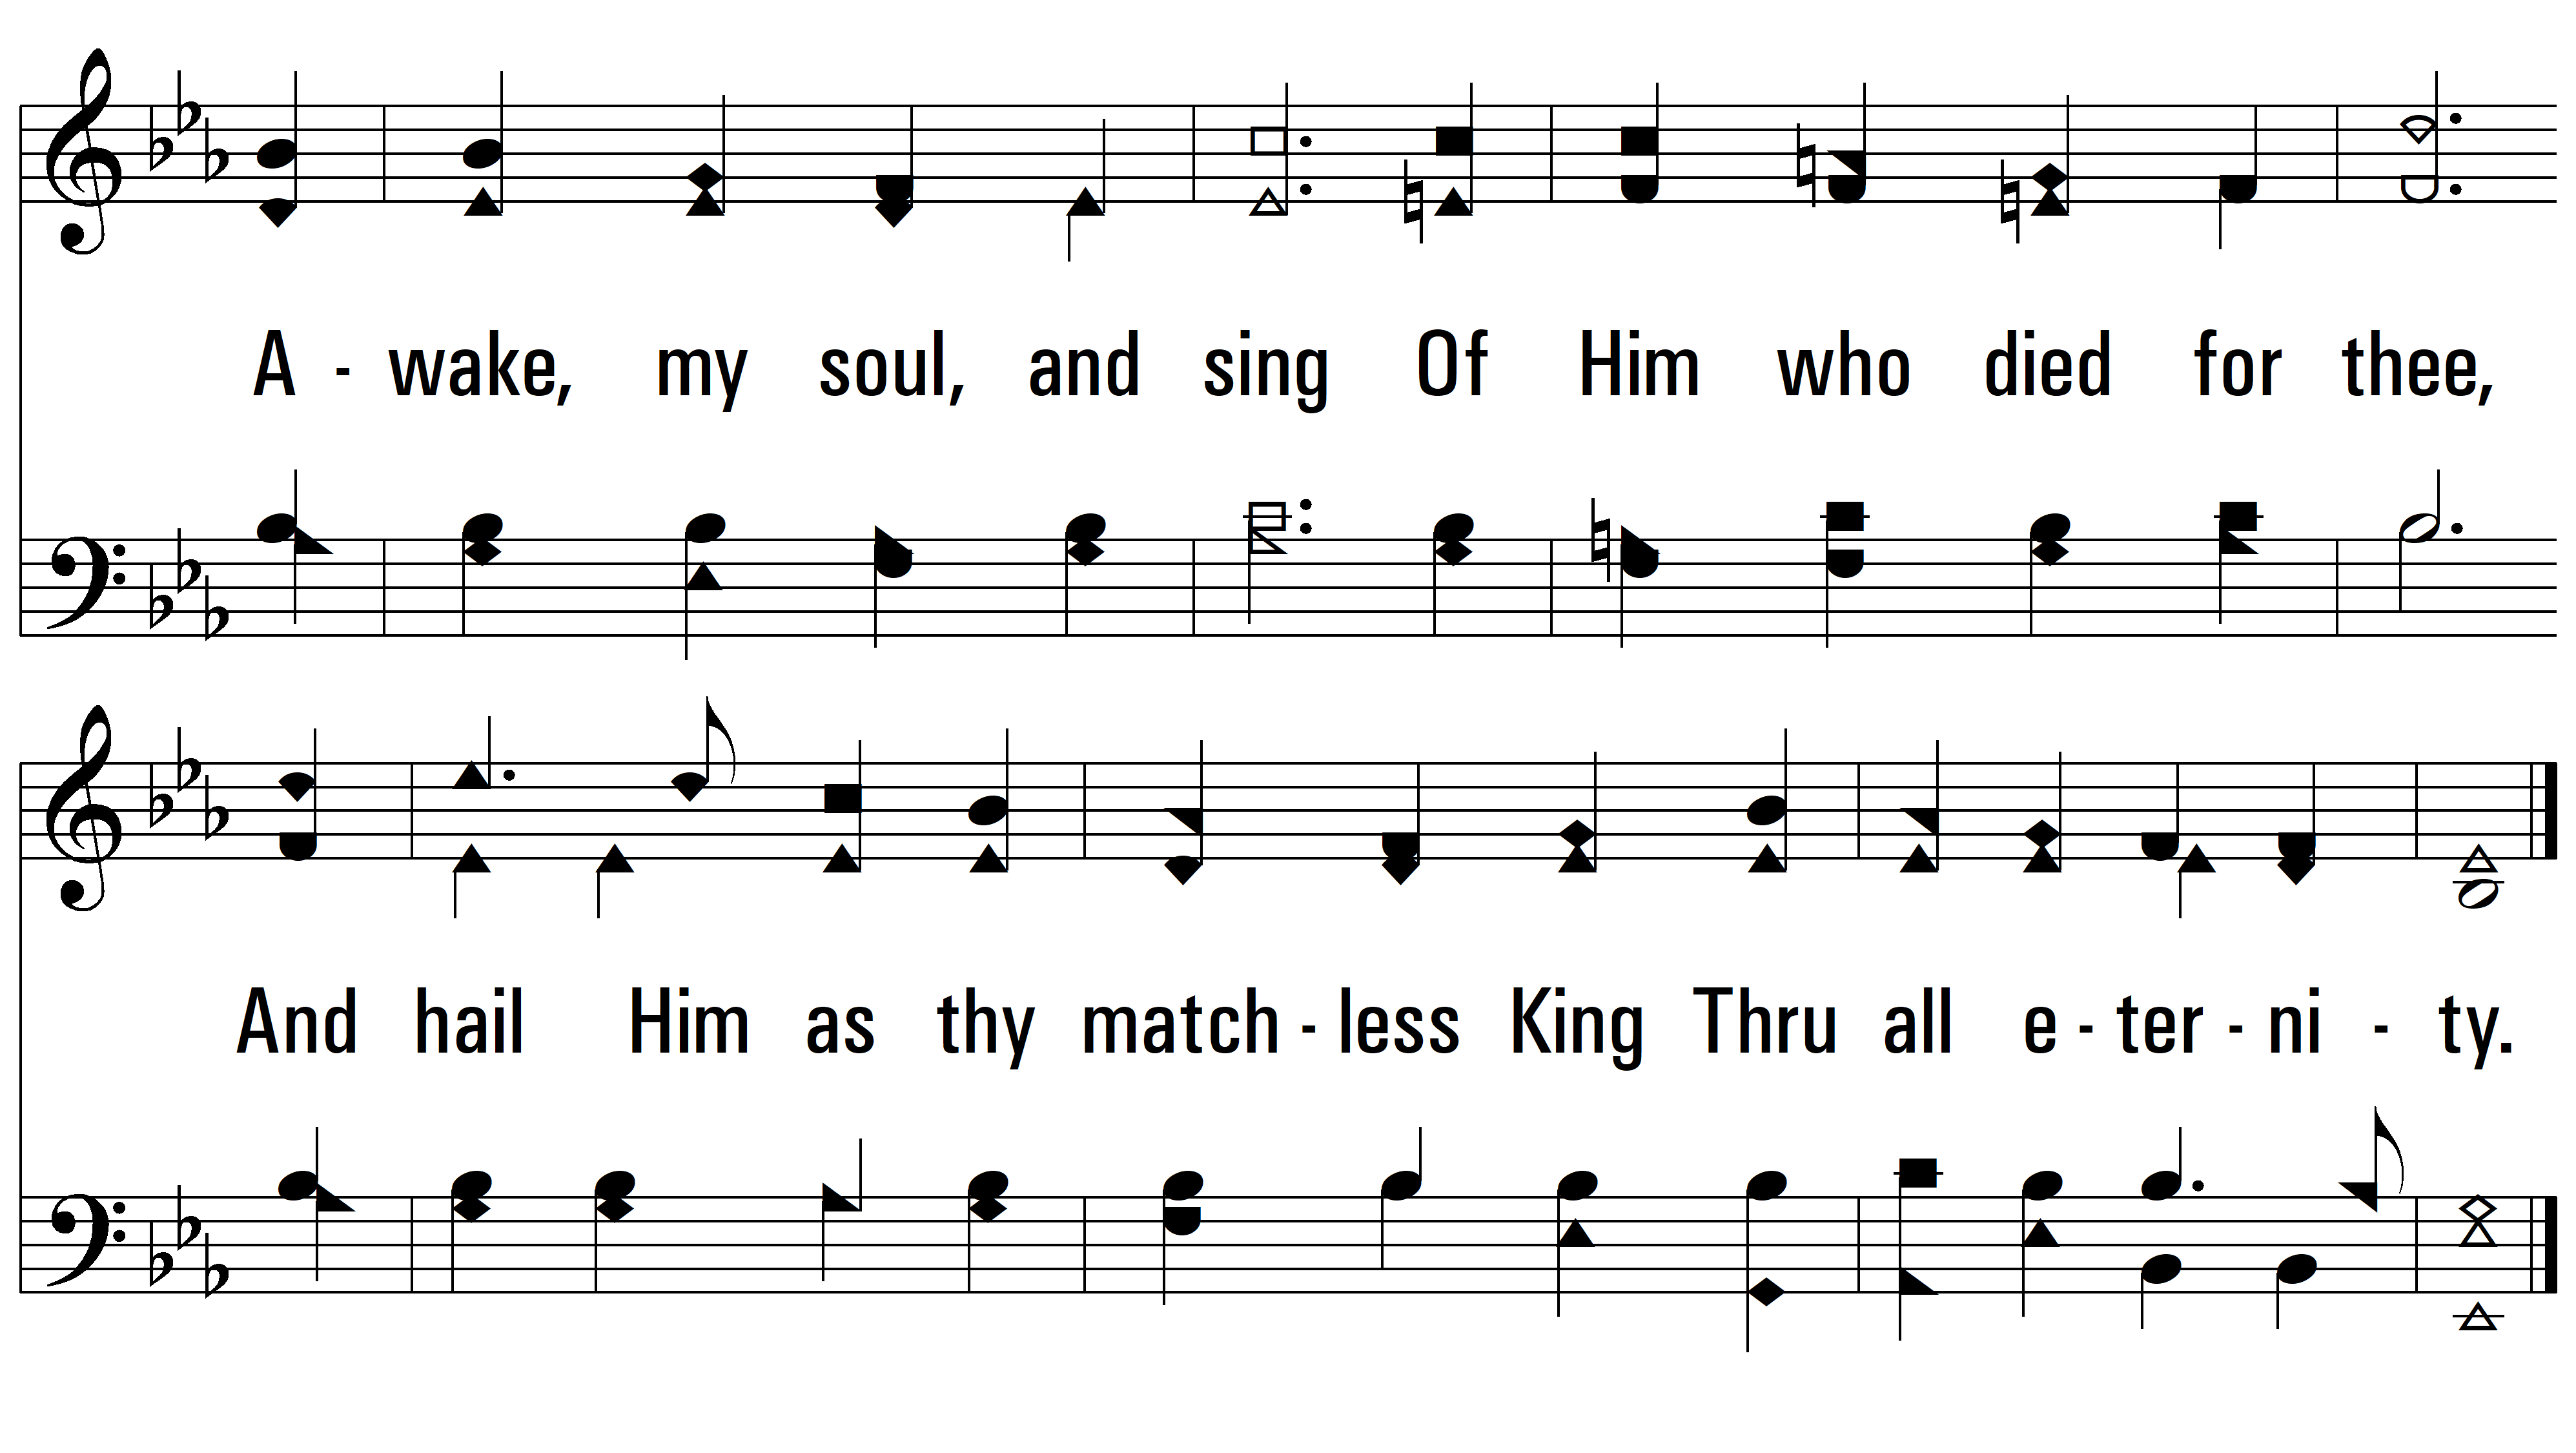 A - wake, my soul, and sing Of Him who died for thee,
And hail Him as thy match - less King Thru all e - ter - ni - ty.